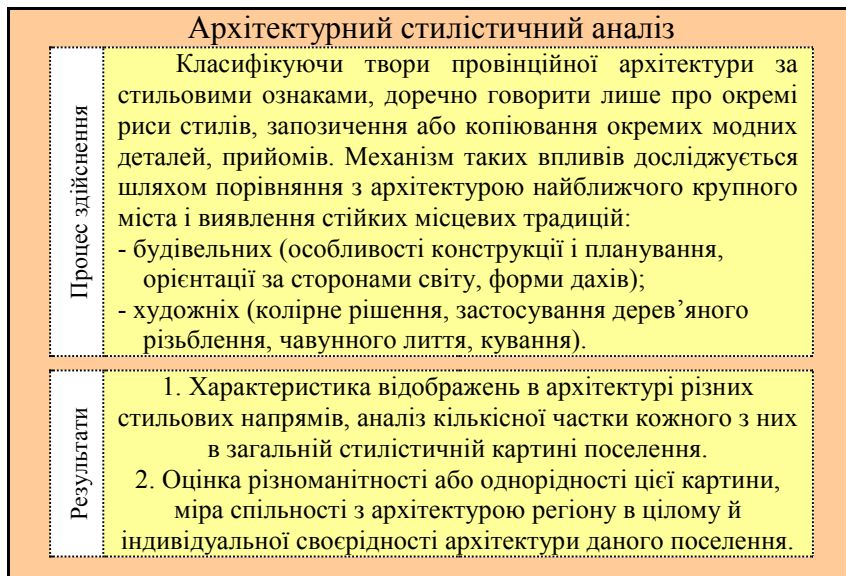 Архітектурний стилістичний аналіз
Процес здійснення
Класифікуючи твори провінційної архітектури за
стильовими ознаками, доречно говорити лише про окремі
риси стилів, запозичення або копіювання окремих модних
деталей, прийомів. Механізм таких впливів досліджується
шляхом порівняння з архітектурою найближчого крупного
міста і виявлення стійких місцевих традицій:
- будівельних (особливості конструкції і планування,
орієнтації за сторонами світу, форми дахів);
- художніх (колірне рішення, застосування дерев’яного
різьблення, чавунного лиття, кування).
Результати
1. Характеристика відображень в архітектурі різних
стильових напрямів, аналіз кількісної частки кожного з них
в загальній стилістичній картині поселення.
2. Оцінка різноманітності або однорідності цієї картини,
міра спільності з архітектурою регіону в цілому й
індивідуальної своєрідності архітектури даного поселення.